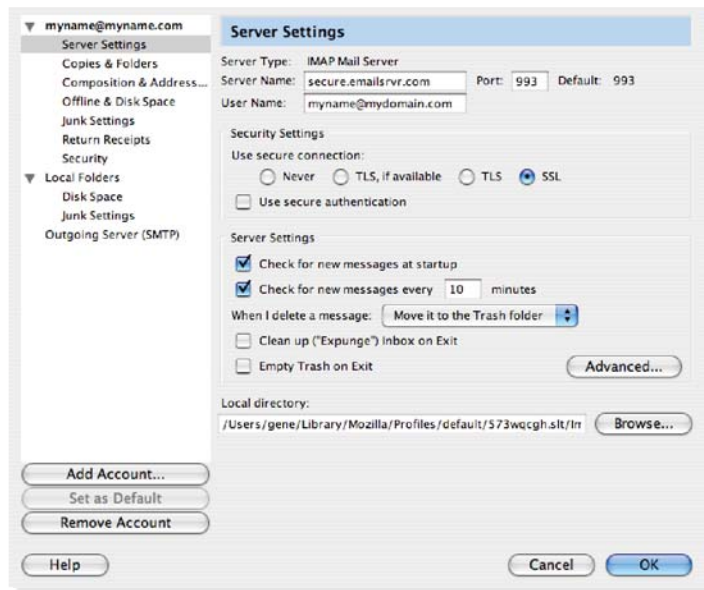 myname@myname.com
Server Settings
Copies & Folders
Composition & Address...
Offline & Disk Space
Junk Settings
Return Receipts
Security
Local Folders
Disk Space
Junk Settings
Outgoing Server (SMTP)
Add Account...
Set as Default
Remove Account
Server Settings
Server Type: IMAP Mail Server
Server Name: secure.emailsrvr.com Port: 993 Default: 993
User Name: myname@mydomain.com
Security Settings
Use secure connection:
Never TLS, if available TLS SSL
Use secure authentication
Server Settings
Check for new messages at startup
Check for new messages every 10 minutes
When I delete a message: Move it to the Trash folder
Clean up ("Expunge") Inbox on Exit
Empty Trash on Exit Advanced...
Local directory:
/Users/gene/Library/Mozilla/Profiles/default/573wqcgh.slt/Im Browse...
Help Cancel OK